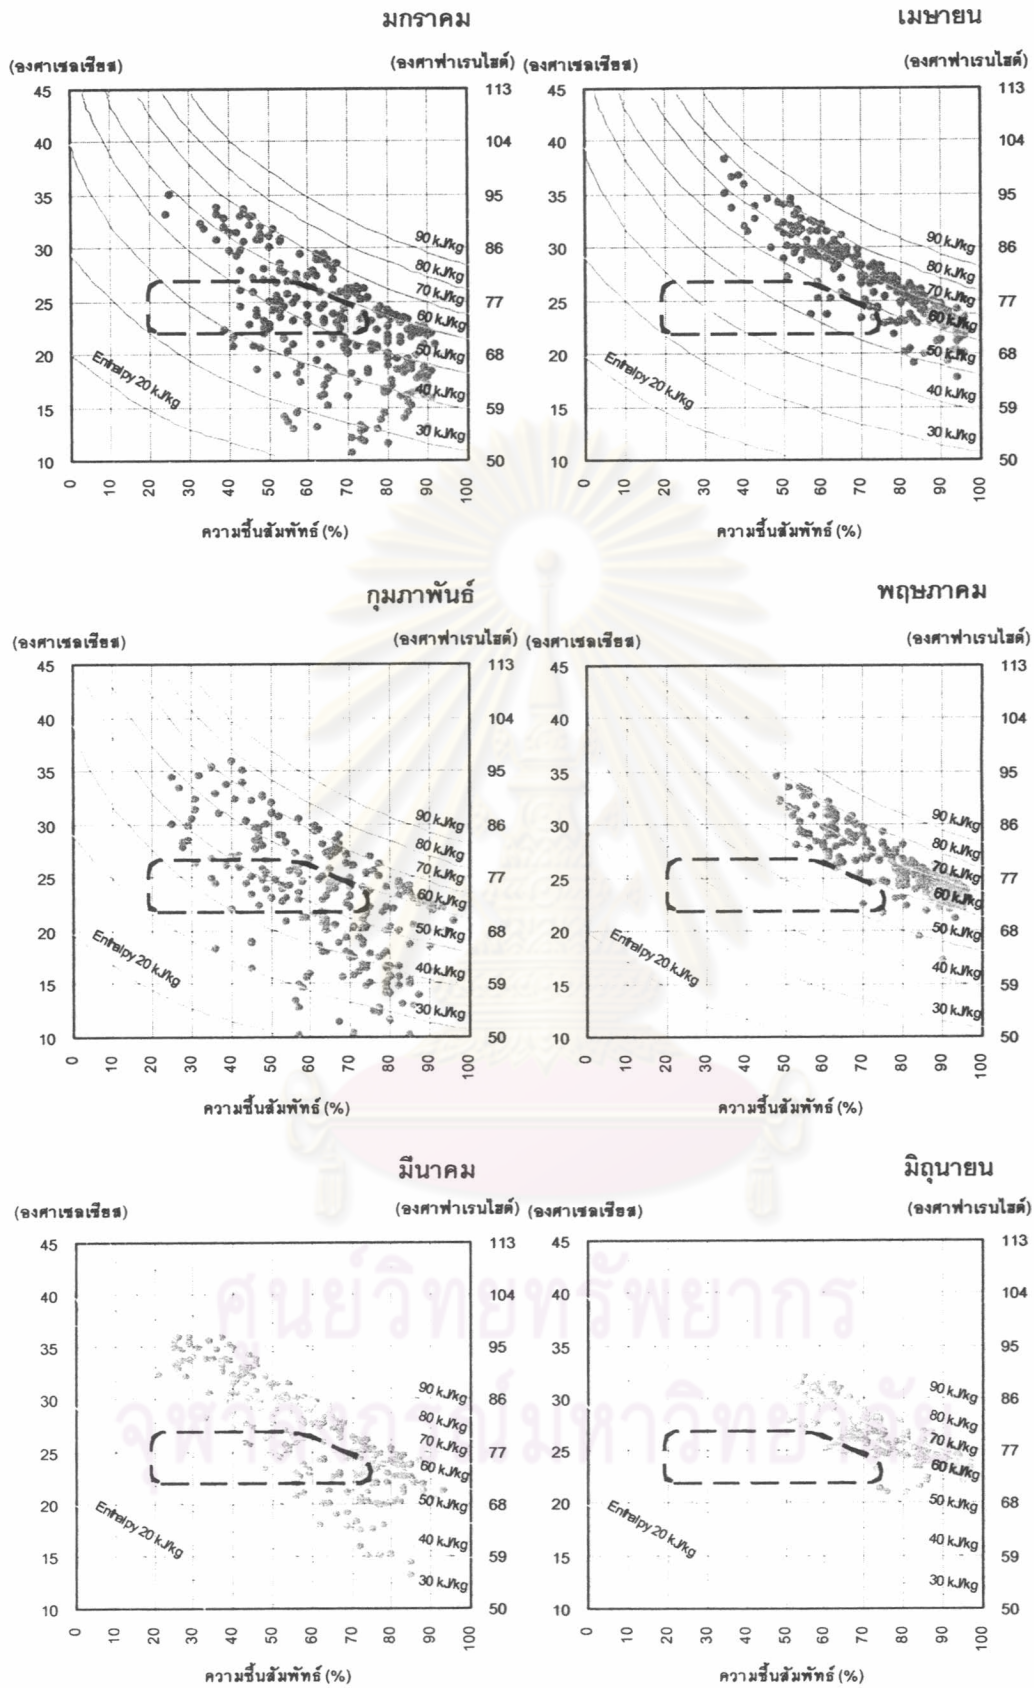 มกราคม
(องศาเซลเซียส) (องศาฟาเรนไฮต์)
45 113
40 104
35 95
30 90 kJ/kg 86
80 kJ/kg
25 70 kJ/kg 77
60 kJ/kg
20 50 kJ/kg 68
Enthalpy 20 kJ/kg
40 kJ/kg
15 59
30 kJ/kg
10 50
0 10 20 30 40 50 60 70 80 90 100
ความชื้นสัมพัทธ์ (%)
เมษายน
(องศาเซลเซียส) (องศาฟาเรนไฮต์)
45 113
40 104
35 95
30 90 kJ/kg 86
80 kJ/kg
25 70 kJ/kg 77
60 kJ/kg
20 50 kJ/kg 68
Enthalpy 20 kJ/kg
40 kJ/kg
15 59
30 kJ/kg
10 50
0 10 20 30 40 50 60 70 80 90 100
ความชื้นสัมพัทธ์ (%)
กุมภาพันธ์
(องศาเซลเซียส) (องศาฟาเรนไฮต์)
45 113
40 104
35 95
30 90 kJ/kg 86
80 kJ/kg
25 70 kJ/kg 77
60 kJ/kg
20 50 kJ/kg 68
Enthalpy 20 kJ/kg
40 kJ/kg
15 59
30 kJ/kg
10 50
0 10 20 30 40 50 60 70 80 90 100
ความชื้นสัมพัทธ์ (%)
พฤษภาคม
(องศาเซลเซียส) (องศาฟาเรนไฮต์)
45 113
40 104
35 95
30 90 kJ/kg 86
80 kJ/kg
25 70 kJ/kg 77
60 kJ/kg
20 50 kJ/kg 68
Enthalpy 20 kJ/kg
40 kJ/kg
15 59
30 kJ/kg
10 50
0 10 20 30 40 50 60 70 80 90 100
ความชื้นสัมพัทธ์ (%)
มีนาคม
(องศาเซลเซียส) (องศาฟาเรนไฮต์)
45 113
40 104
35 95
30 90 kJ/kg 86
80 kJ/kg
25 70 kJ/kg 77
60 kJ/kg
20 50 kJ/kg 68
Enthalpy 20 kJ/kg
40 kJ/kg
15 59
30 kJ/kg
10 50
0 10 20 30 40 50 60 70 80 90 100
ความชื้นสัมพัทธ์ (%)
มิถุนายน
(องศาเซลเซียส) (องศาฟาเรนไฮต์)
45 113
40 104
35 95
30 90 kJ/kg 86
80 kJ/kg
25 70 kJ/kg 77
60 kJ/kg
20 50 kJ/kg 68
Enthalpy 20 kJ/kg
40 kJ/kg
15 59
30 kJ/kg
10 50
0 10 20 30 40 50 60 70 80 90 100
ความชื้นสัมพัทธ์ (%)
ศูนย์วิทยทรัพยากร
จุฬาลงกรณ์มหาวิทยาลัย